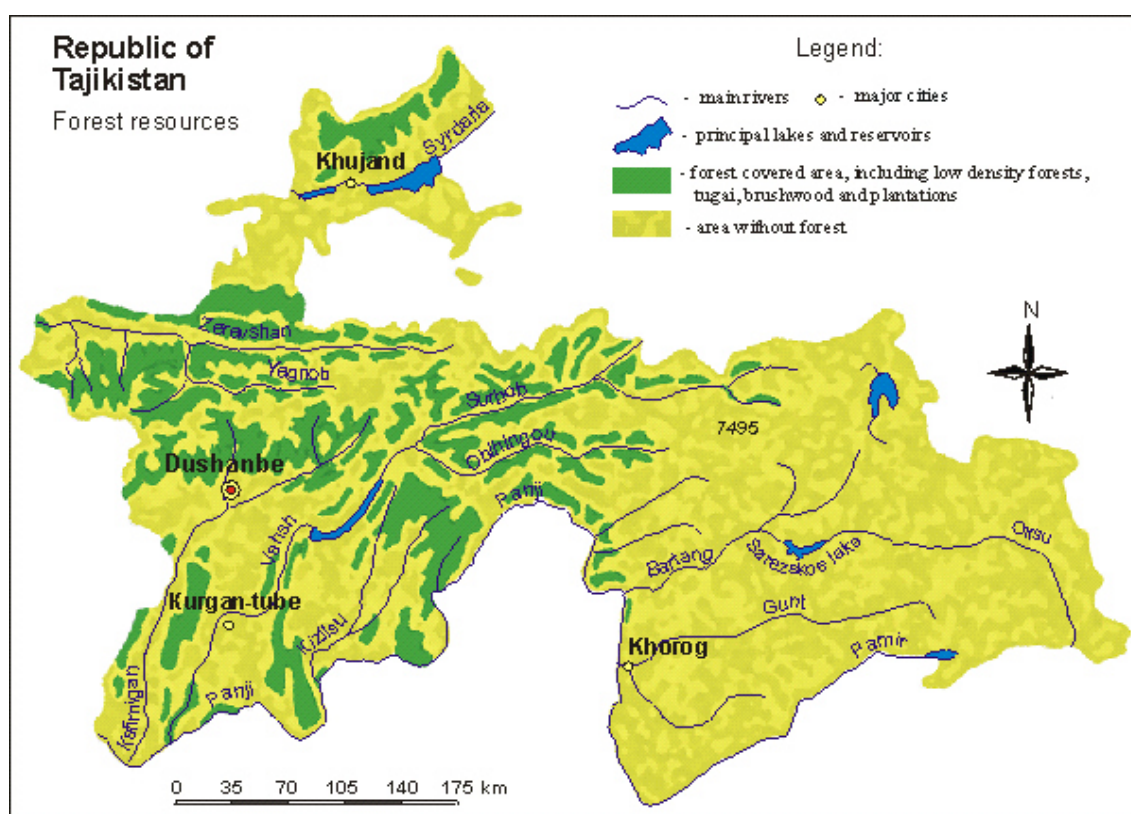 Republic of
Tajikistan
Forest resources
Legend:
- main rivers
- major cities
- principal lakes and reservoirs
- forest covered area, including low density forests,
tugai, brushwood and plantations
- area without forest
N
Syrdaria
Khujand
Zeravshan
Yagnob
Surhob
Obihingou
7495
Dushanbe
Panji
Vahsh
Bartang
Sarezskoe lake
Oksu
Kurgan-tube
Kizilsu
Gunt
Khorog
Pamir
Kafirnigan
Panji
0 35 70 105 140 175 km